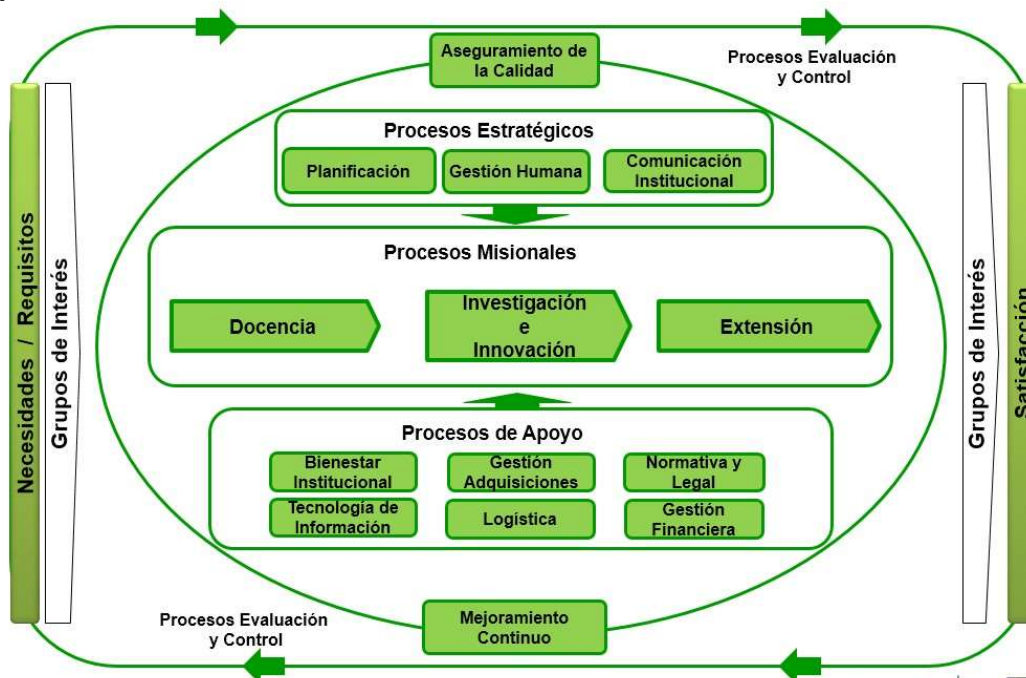 Aseguramiento de
la Calidad
Procesos Evaluación
y Control
Procesos Estratégicos
Planificación
Gestión Humana
Comunicación
Institucional
Necesidades / Requisitos
Grupos de Interés
Procesos Misionales
Docencia
Investigación
e
Innovación
Extensión
Grupos de Interés
Satisfacción
Procesos de Apoyo
Bienestar
Institucional
Gestión
Adquisiciones
Normativa y
Legal
Tecnología de
Información
Logística
Gestión
Financiera
Procesos Evaluación
y Control
Mejoramiento
Continuo